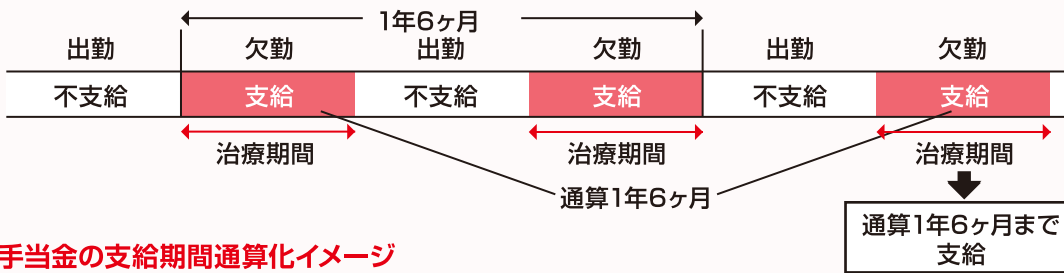 1年6ヶ月
出勤 欠勤 出勤 欠勤 出勤 欠勤
不支給 支給 不支給 支給 不支給 支給
治療期間 治療期間 治療期間
通算1年6ヶ月
通算1年6ヶ月まで
支給
手当金の支給期間通算化イメージ